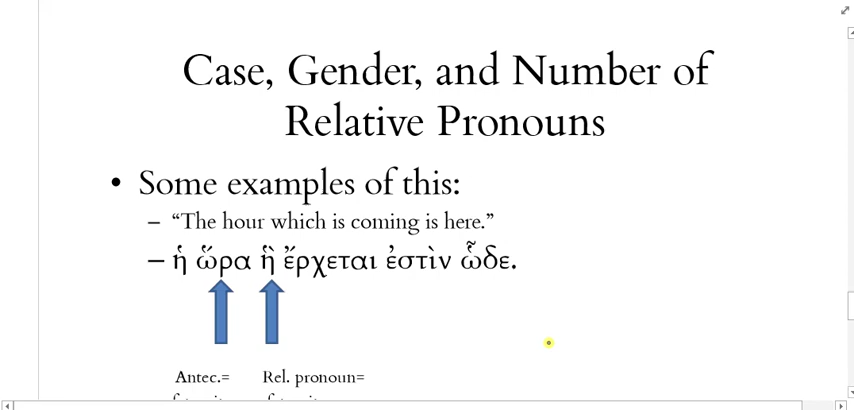 Case, Gender, and Number of
Relative Pronouns
• Some examples of this:
– “The hour which is coming is here.”
– ἡ ὥρα ἣ ἔρχεται ἐστὶν ὧδε.
Antec.= Rel. pronoun=